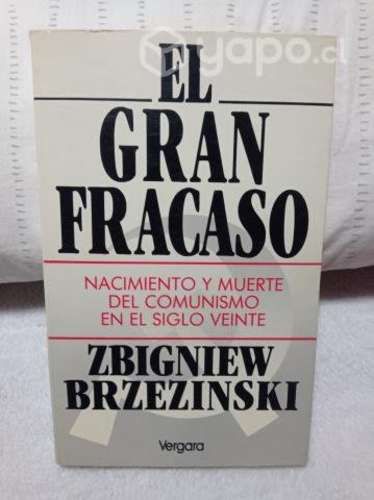 yapo.cl
EL
GRAN
FRACASO
NACIMIENTO Y MUERTE
DEL COMUNISMO
EN EL SIGLO VEINTE
ZBIGNIEW
BRZEZINSKI
Vergara